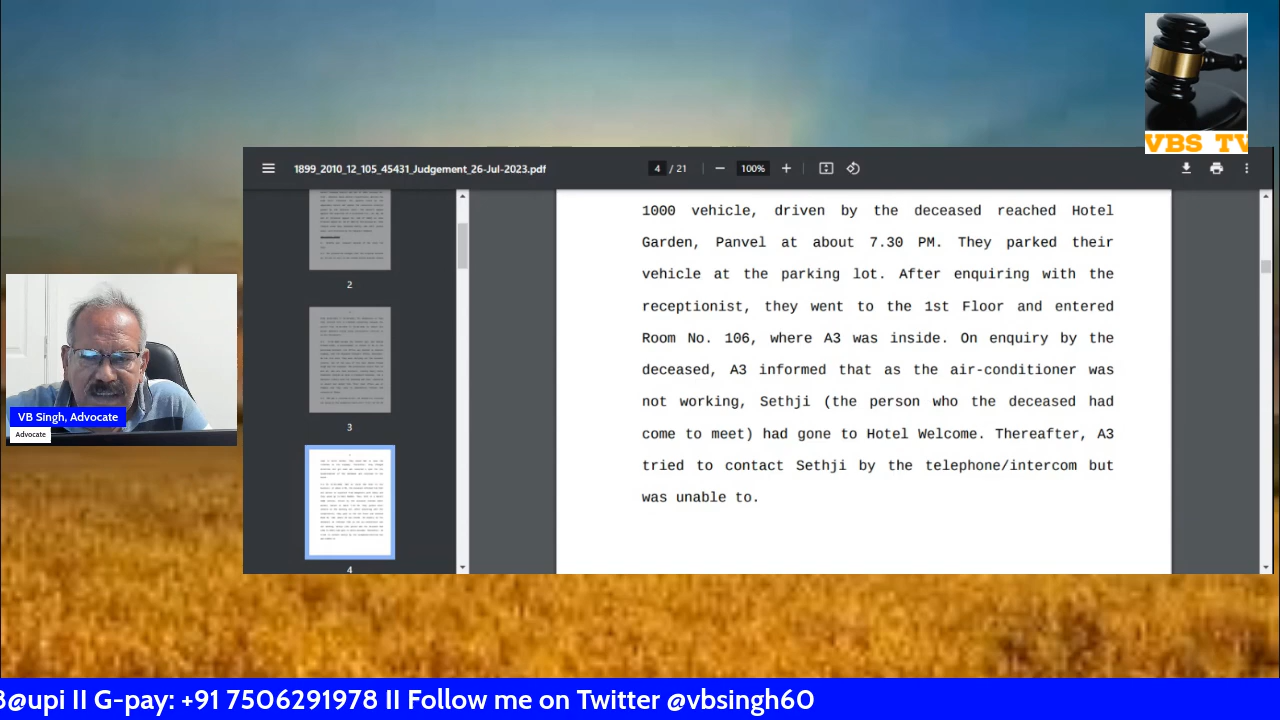 VBS TV
1899_2010_12_105_45431_Judgement_26-Jul-2023.pdf
4 / 21
100%
2
3
4
1000 vehicle, driven by the deceased reached Hotel
Garden, Panvel at about 7.30 PM. They parked their
vehicle at the parking lot. After enquiring with the
receptionist, they went to the 1st Floor and entered
Room No. 106, where A3 was inside. On enquiry by the
deceased, A3 informed that as the air-conditioner was
not working, Sethji (the person who the deceased had
come to meet) had gone to Hotel Welcome. Thereafter, A3
tried to contact Sethji by the telephone/intercom but
was unable to.
VB Singh, Advocate
Advocate
@upi II G-pay: +91 7506291978 II Follow me on Twitter @vbsingh60